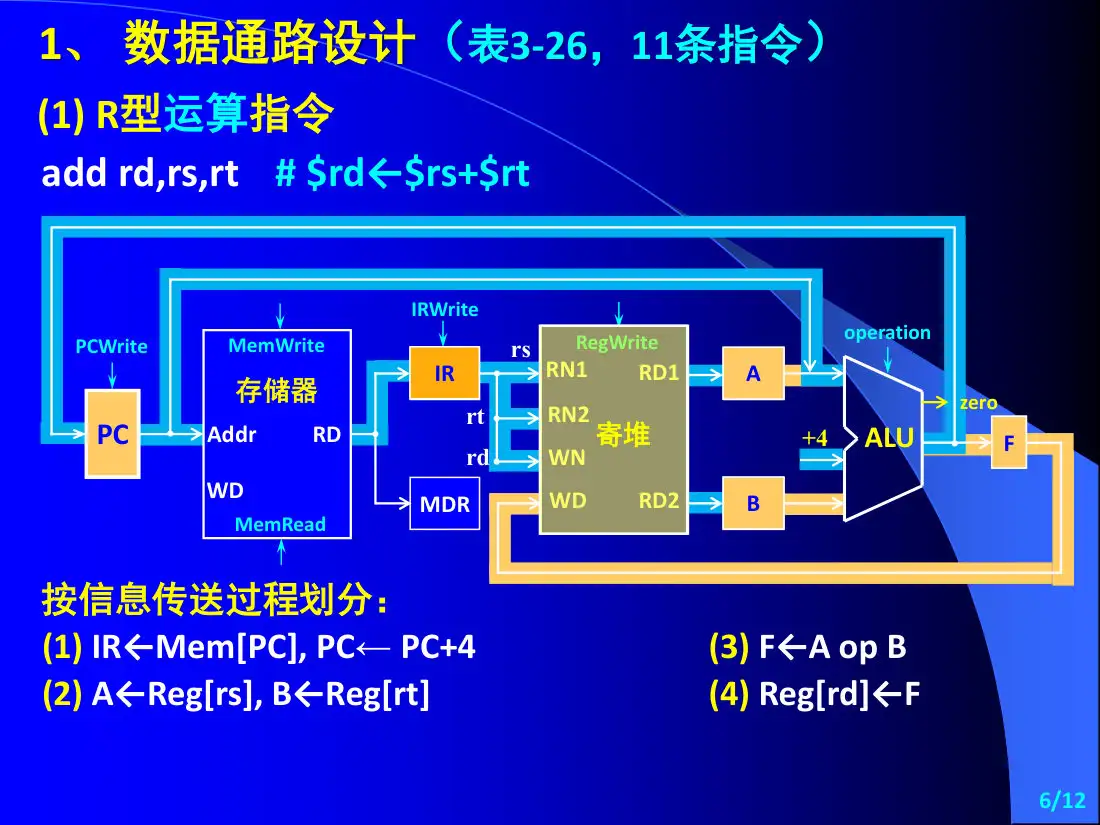 1、 数据通路设计（表3-26，11条指令）
(1) R型运算指令
add rd,rs,rt # $rd←$rs+$rt
IRWrite
PCWrite
MemWrite
rs
RegWrite
operation
存储器
IR
RN1
RD1
A
zero
rt
RN2
寄堆
PC
Addr
RD
+4
ALU
F
rd
WN
WD
MDR
WD
RD2
B
MemRead
按信息传送过程划分：
(1) IR←Mem[PC], PC← PC+4
(3) F←A op B
(2) A←Reg[rs], B←Reg[rt]
(4) Reg[rd]←F
6/12